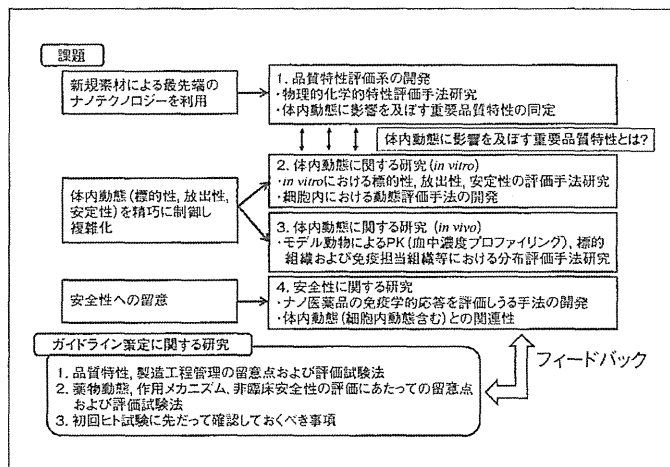 課題
新規素材による最先端の
ナノテクノロジーを利用
1. 品質特性評価系の開発
・物理的化学的特性評価手法研究
・体内動態に影響を及ぼす重要品質特性の同定
体内動態に影響を及ぼす重要品質特性とは?
体内動態(標的性, 放出性,
安定性)を精巧に制御し
複雑化
2. 体内動態に関する研究(in vitro)
・in vitroにおける標的性, 放出性, 安定性の評価手法研究
・細胞内における動態評価手法の開発
3. 体内動態に関する研究 (in vivo)
・モデル動物によるPK(血中濃度プロファイリング), 標的
組織および免疫担当組織等における分布評価手法研究
安全性への留意
4. 安全性に関する研究
・ナノ医薬品の免疫学的応答を評価しうる手法の開発
・体内動態(細胞内動態含む)との関連性
ガイドライン策定に関する研究
フィードバック
1. 品質特性, 製造工程管理の留意点および評価試験法
2. 薬物動態, 作用メカニズム, 非臨床安全性の評価にあたっての留意点
および評価試験法
3. 初回ヒト試験に先だって確認しておくべき事項